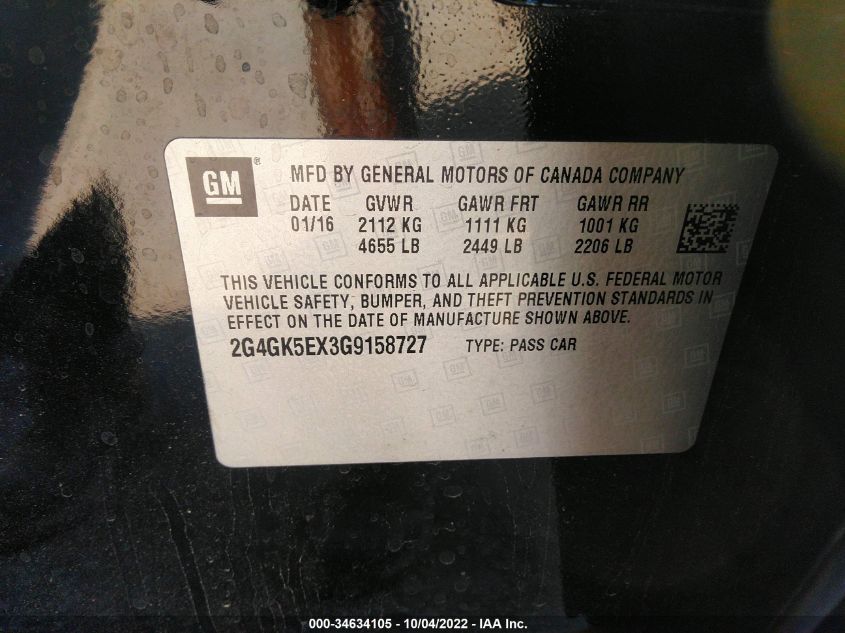 GM ® MFD BY GENERAL MOTORS OF CANADA COMPANY
DATE GVWR GAWR FRT GAWR RR
01/16 2112 KG 1111 KG 1001 KG
4655 LB 2449 LB 2206 LB
THIS VEHICLE CONFORMS TO ALL APPLICABLE U.S. FEDERAL MOTOR
VEHICLE SAFETY, BUMPER, AND THEFT PREVENTION STANDARDS IN
EFFECT ON THE DATE OF MANUFACTURE SHOWN ABOVE.
2G4GK5EX3G9158727 TYPE: PASS CAR
000-34634105 - 10/04/2022 - IAA Inc.